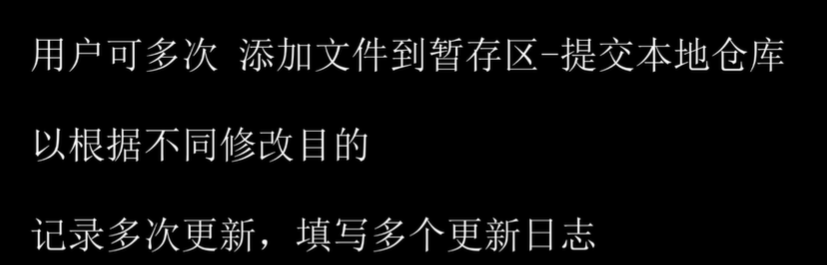 用户可多次 添加文件到暂存区-提交本地仓库
以根据不同修改目的
记录多次更新，填写多个更新日志